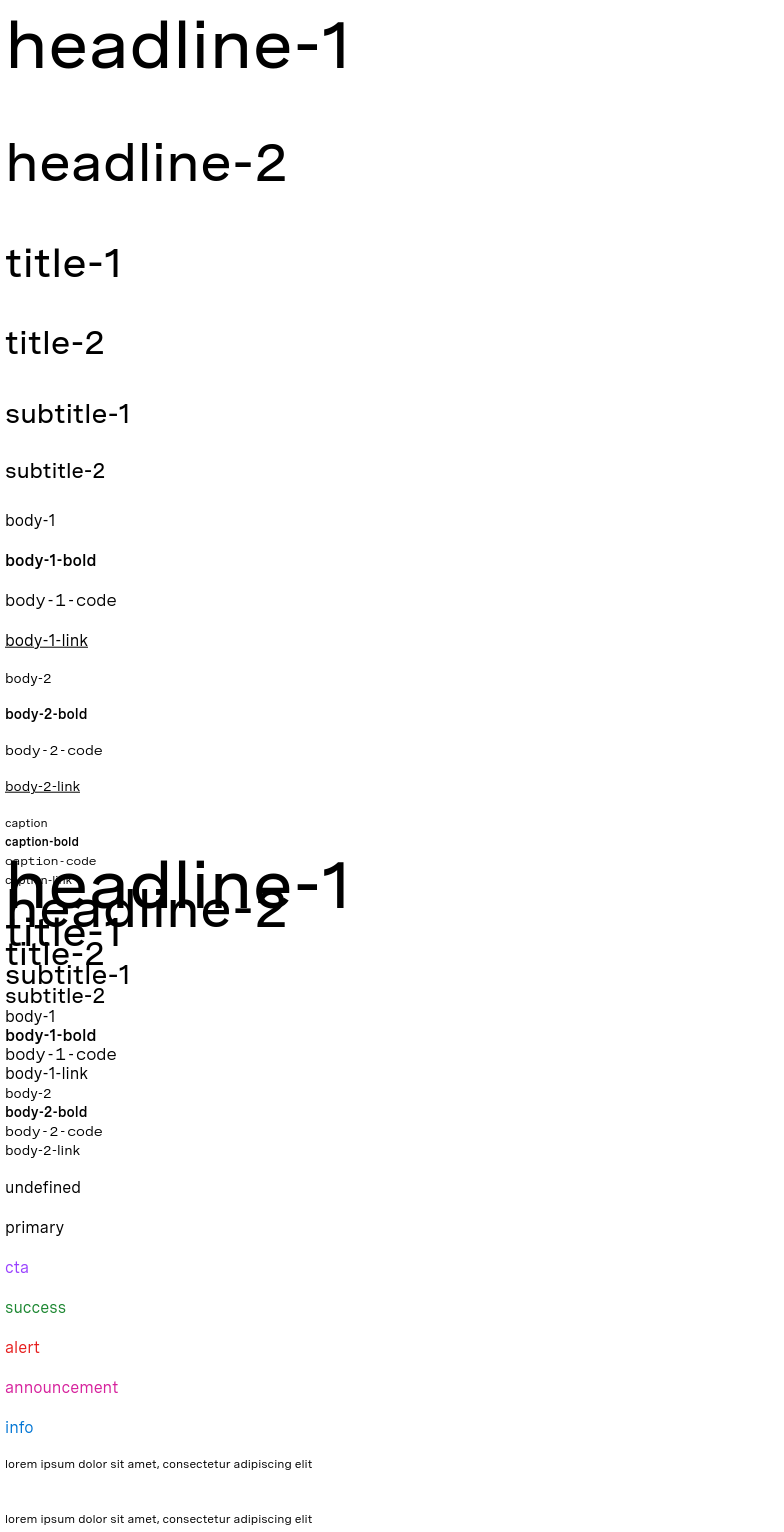 headline-1
headline-2
title-1
title-2
subtitle-1
subtitle-2
body-1
body-1-bold
body-1-code
body-1-link
body-2
body-2-bold
body-2-code
body-2-link
caption
caption-bold
caption-code
caption-link
headline-1
headline-2
title-1
title-2
subtitle-1
subtitle-2
body-1
body-1-bold
body-1-code
body-1-link
body-2
body-2-bold
body-2-code
body-2-link
undefined
primary
cta
success
alert
announcement
info
lorem ipsum dolor sit amet, consectetur adipiscing elit
lorem ipsum dolor sit amet, consectetur adipiscing elit